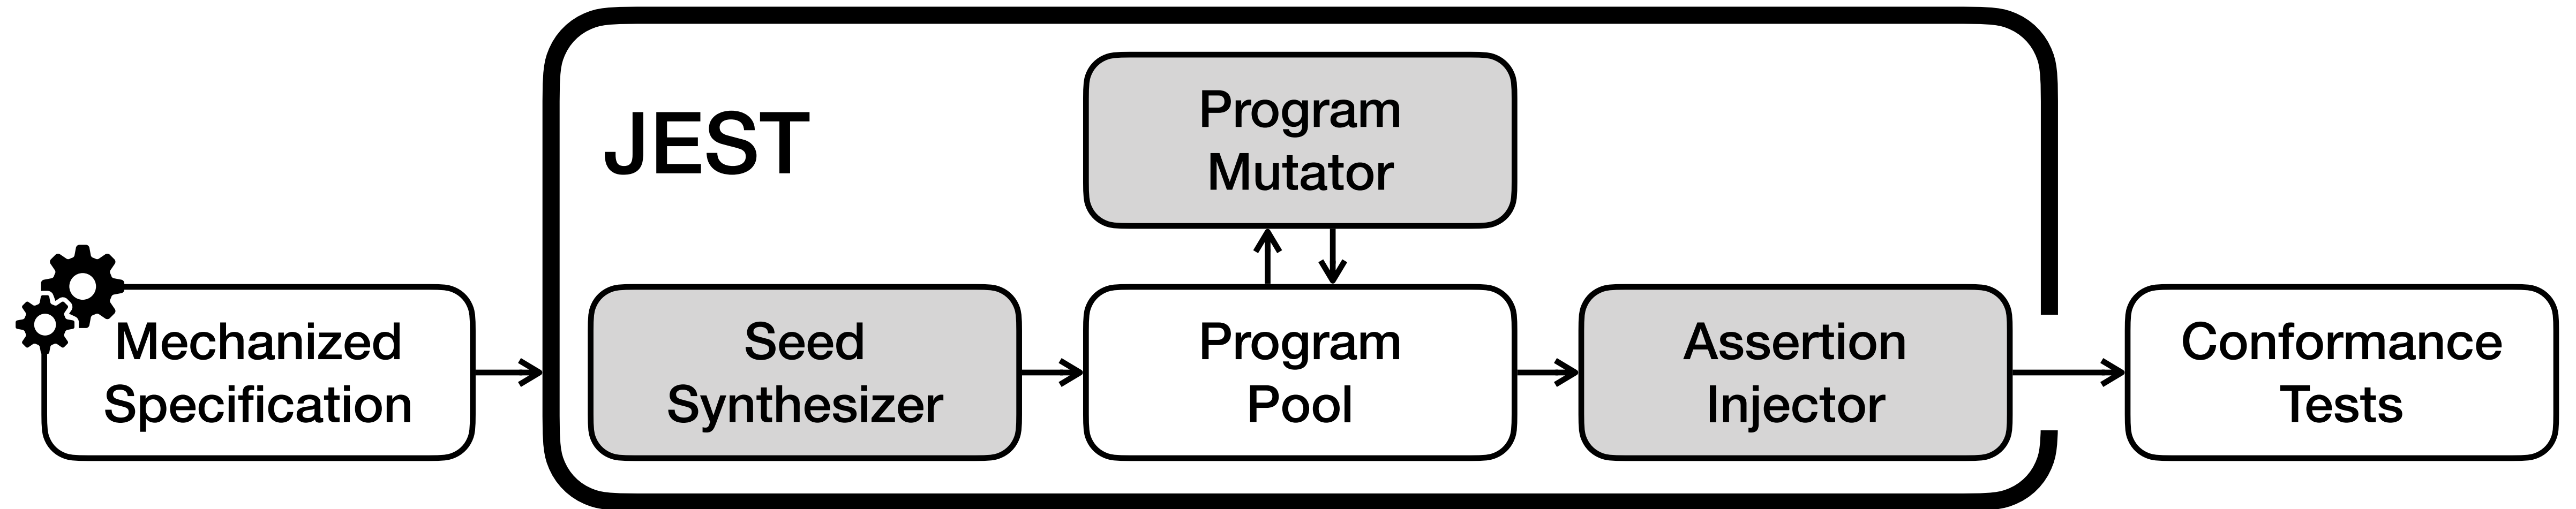 JEST
Program
Mutator
Mechanized
Specification
Seed
Synthesizer
Program
Pool
Assertion
Injector
Conformance
Tests